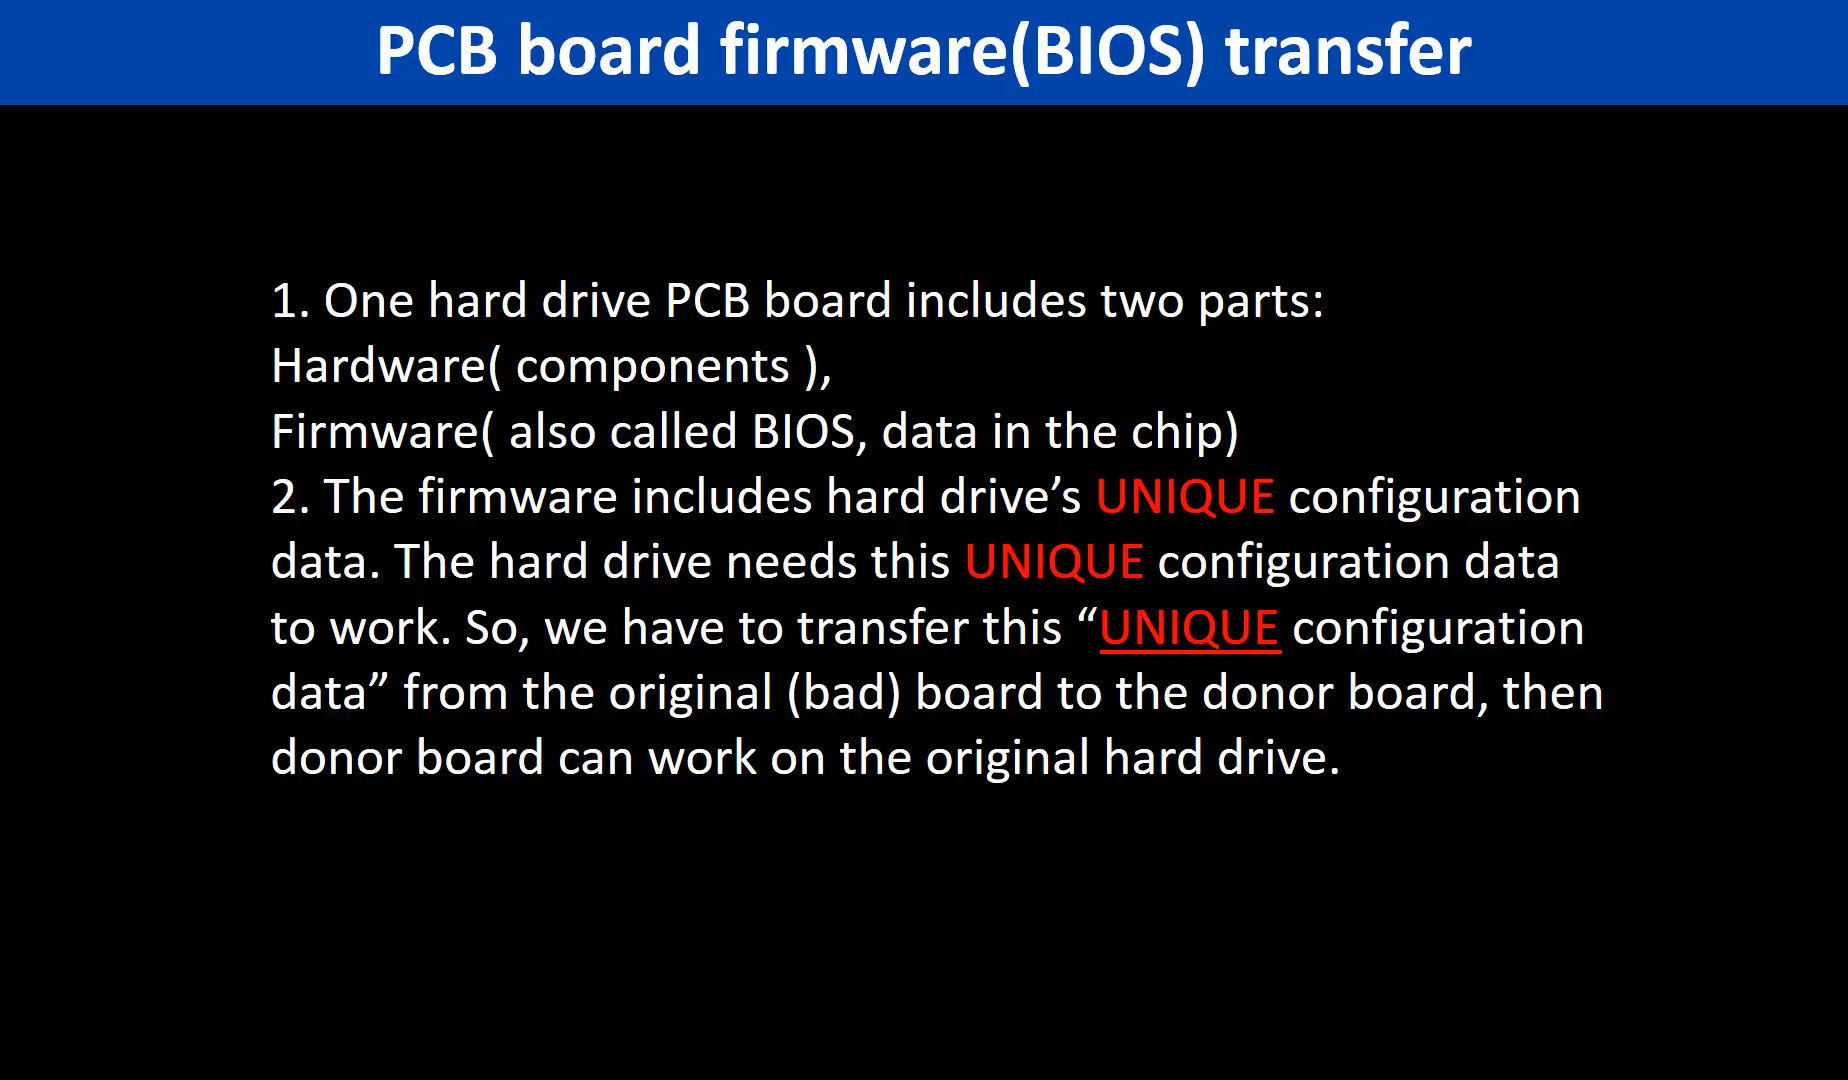 PCB board firmware(BIOS) transfer
1. One hard drive PCB board includes two parts:
Hardware( components ),
Firmware( also called BIOS, data in the chip)
2. The firmware includes hard drive’s UNIQUE configuration
data. The hard drive needs this UNIQUE configuration data
to work. So, we have to transfer this “UNIQUE configuration
data” from the original (bad) board to the donor board, then
donor board can work on the original hard drive.